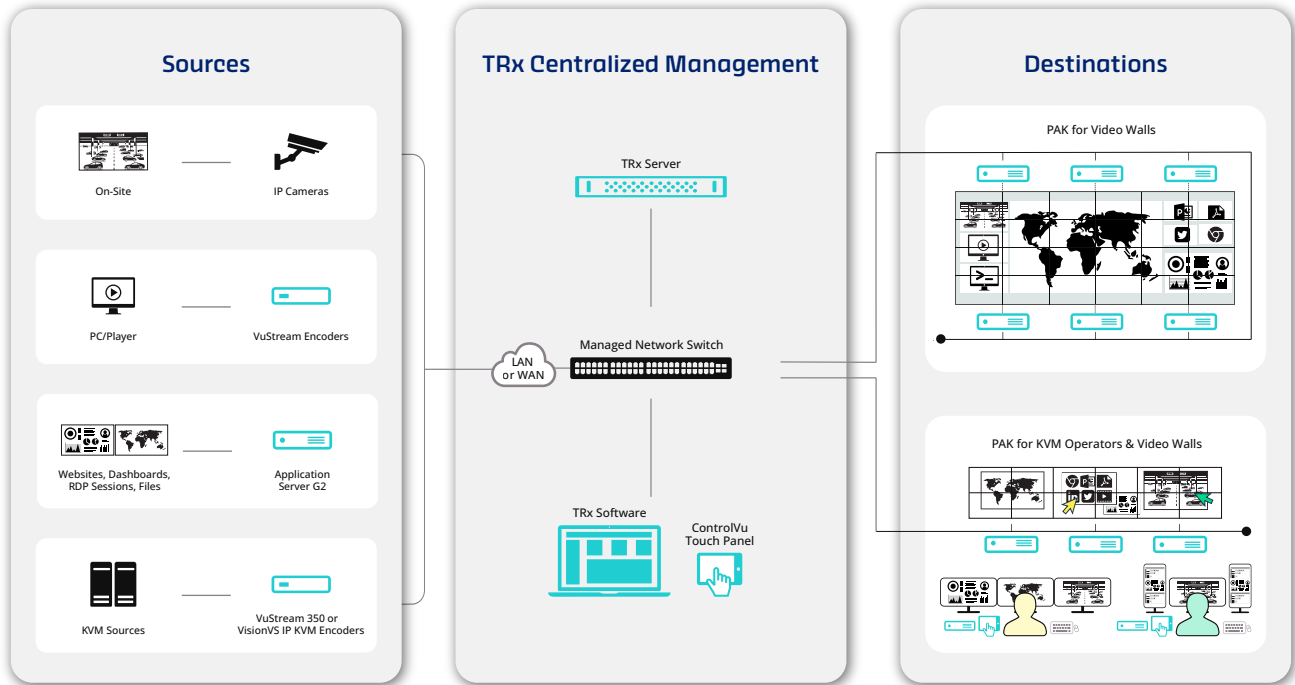 Sources
On-Site
IP Cameras
PC/Player
VuStream Encoders
Websites, Dashboards,
RDP Sessions, Files
Application
Server G2
KVM Sources
VuStream 350 or
VisionVS IP KVM Encoders
TRx Centralized Management
TRx Server
LAN
or WAN
Managed Network Switch
TRx Software
ControlVu
Touch Panel
Destinations
PAK for Video Walls
PAK for KVM Operators & Video Walls